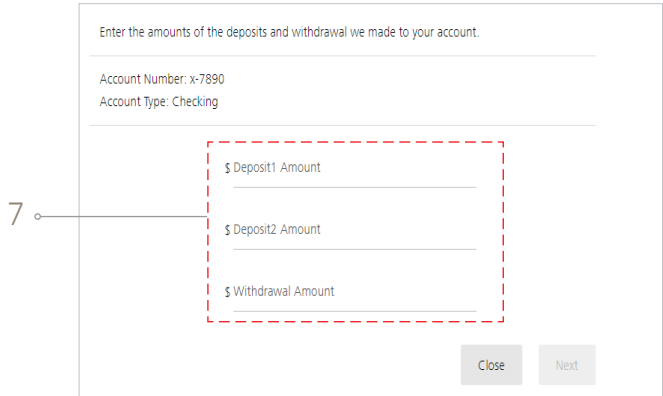 Enter the amounts of the deposits and withdrawal we made to your account.
Account Number: x-7890
Account Type: Checking
$ Deposit1 Amount
7
$ Deposit2 Amount
$ Withdrawal Amount
Close Next